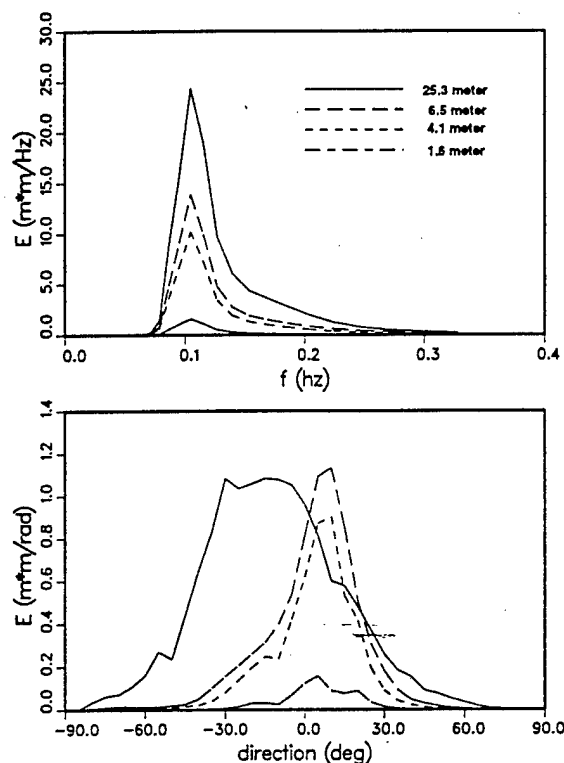 E (m*m/Hz)
30.0
25.0
20.0
15.0
10.0
5.0
0.0
25.3 meter
6.5 meter
4.1 meter
1.6 meter
0.0 0.1 0.2 0.3 0.4
f (hz)
E (m*m/rad)
1.4
1.2
1.0
0.8
0.6
0.4
0.2
0.0
-90.0 -60.0 -30.0 0.0 30.0 60.0 90.0
direction (deg)